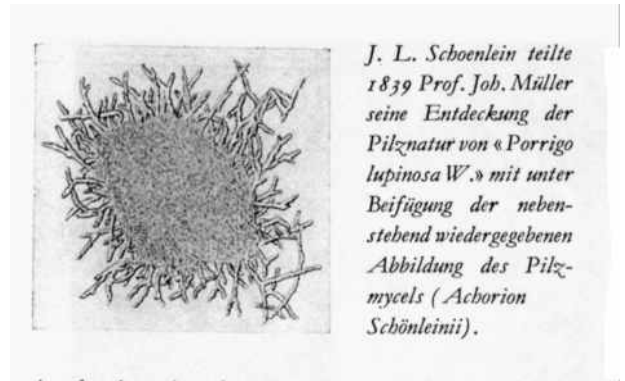 J. L. Schoenlein teilte
1839 Prof. Joh. Müller
seine Entdeckung der
Pilznatur von « Porrigo
lupinosa W.» mit unter
Beifügung der neben-
stehend wiedergegebenen
Abbildung des Pilz-
mycels ( Achorion
Schönleinii).